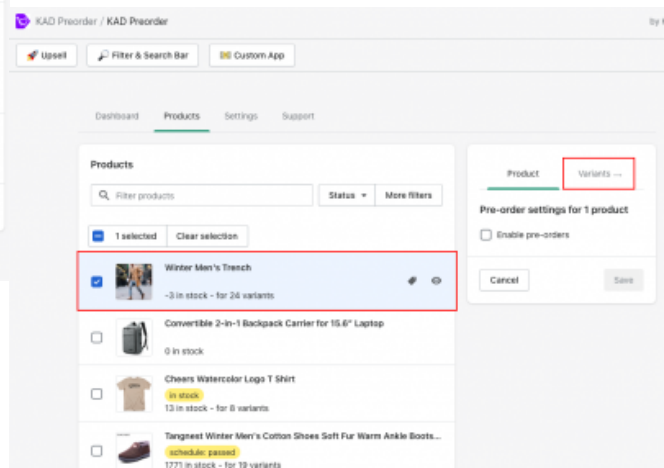 KAD Preorder / KAD Preorder
by
Upsell
Filter & Search Bar
Custom App
Dashboard Products Settings Support
Products
Filter products
Status
More filters
1 selected
Clear selection
Winter Men's Trench
-3 in stock - for 24 variants
Convertible 2-in-1 Backpack Carrier for 15.6" Laptop
0 in stock
Cheers Watercolor Logo T Shirt
in stock
13 in stock - for 8 variants
Tangnest Winter Men's Cotton Shoes Soft Fur Warm Ankle Boots...
schedule: passed
1771 in stock - for 19 variants
Product
Variants
Pre-order settings for 1 product
Enable pre-orders
Cancel
Save